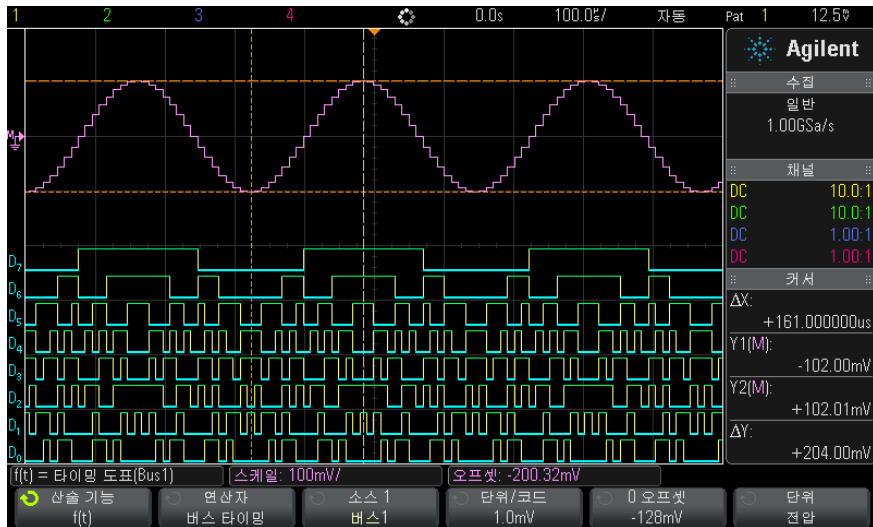 1 2 3 4 0.0s 100.0㎲/ 자동 Pat 1 12.5V
Agilent
수집
일반
1.00GSa/s
채널
DC 10.0:1
DC 10.0:1
DC 1.00:1
DC 1.00:1
커서
ΔX:
+161.000000us
Y1(M):
-102.00mV
Y2(M):
+102.01mV
ΔY:
+204.00mV
M
D7
D6
D5
D4
D3
D2
D1
D0
f(t) = 타이밍 도표(Bus1) 스케일: 100mV/ 오프셋: -200.32mV
산술 기능
f(t)
연산자
버스 타이밍
소스 1
버스1
단위/코드
1.0mV
0 오프셋
-128mV
단위
전압